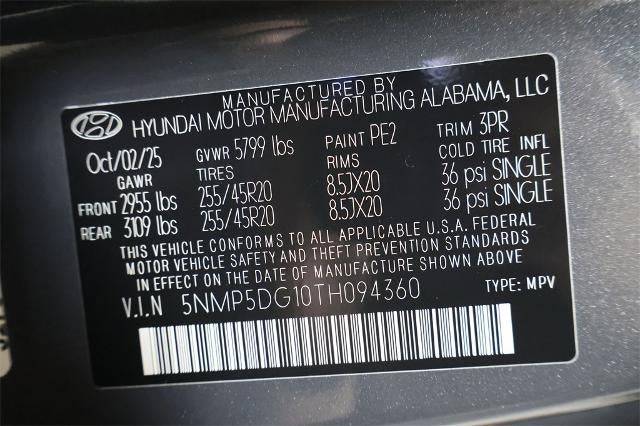 MANUFACTURED BY
HYUNDAI MOTOR MANUFACTURING ALABAMA, LLC
Oct/02/25 GVWR 5799 lbs PAINT PE2 TRIM 3PR
GAWR TIRES RIMS COLD TIRE INFL
FRONT 2955 lbs 255/45R20 8.5JX20 36 psi SINGLE
REAR 3109 lbs 255/45R20 8.5JX20 36 psi SINGLE
THIS VEHICLE CONFORMS TO ALL APPLICABLE U.S.A. FEDERAL
MOTOR VEHICLE SAFETY AND THEFT PREVENTION STANDARDS
IN EFFECT ON THE DATE OF MANUFACTURE SHOWN ABOVE
V.I.N 5NMP5DG10TH094360 TYPE: MPV